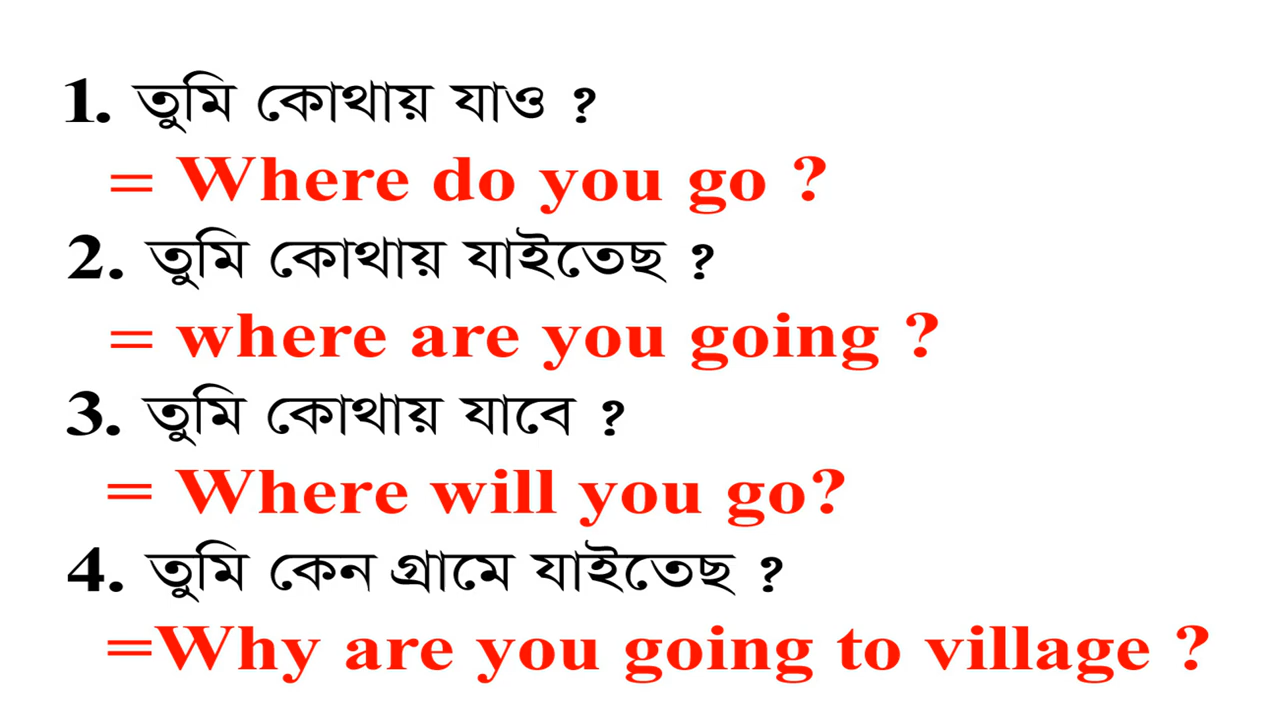 1. তুমি কোথায় যাও ?
= Where do you go ?
2. তুমি কোথায় যাইতেছ ?
= where are you going ?
3. তুমি কোথায় যাবে ?
= Where will you go?
4. তুমি কেন গ্রামে যাইতেছ ?
=Why are you going to village ?